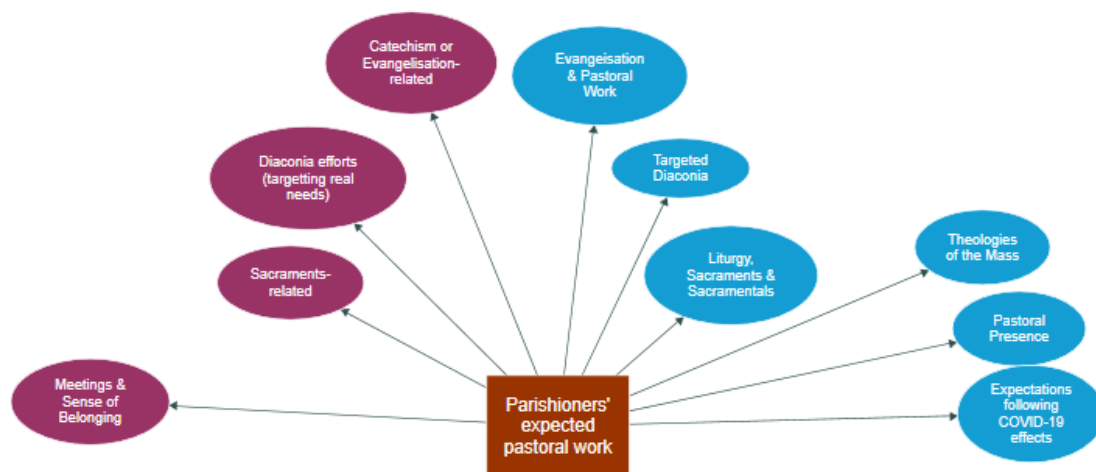 Catechism or
Evangelisation-
related
Evangeisation
& Pastoral
Work
Diaconia efforts
(targetting real
needs)
Targeted
Diaconia
Sacraments-
related
Liturgy,
Sacraments &
Sacramentals
Theologies
of the Mass
Pastoral
Presence
Meetings &
Sense of
Belonging
Parishioners'
expected
pastoral work
Expectations
following
COVID-19
effects